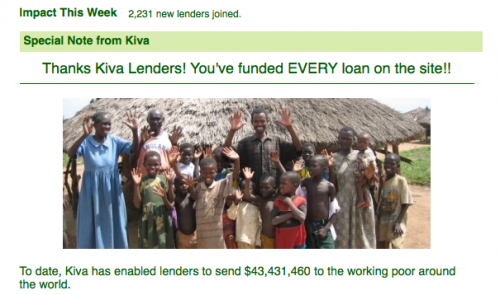 Impact This Week 2,231 new lenders joined.
Special Note from Kiva
Thanks Kiva Lenders! You've funded EVERY loan on the site!!
To date, Kiva has enabled lenders to send $43,431,460 to the working poor around
the world.